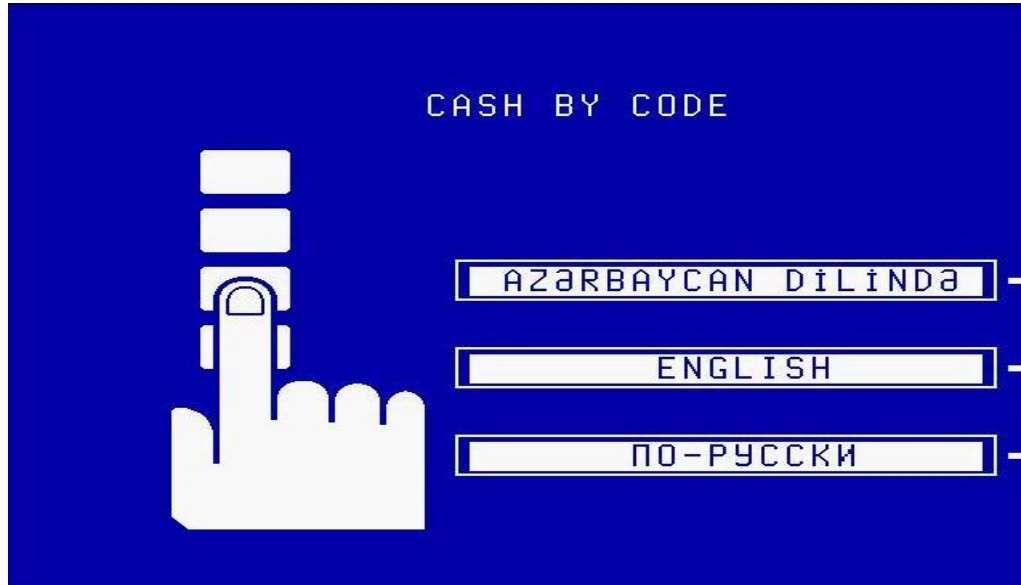 CASH BY CODE
AZƏRBAYCAN DİLİNDƏ
ENGLISH
ПО-РУССКИ